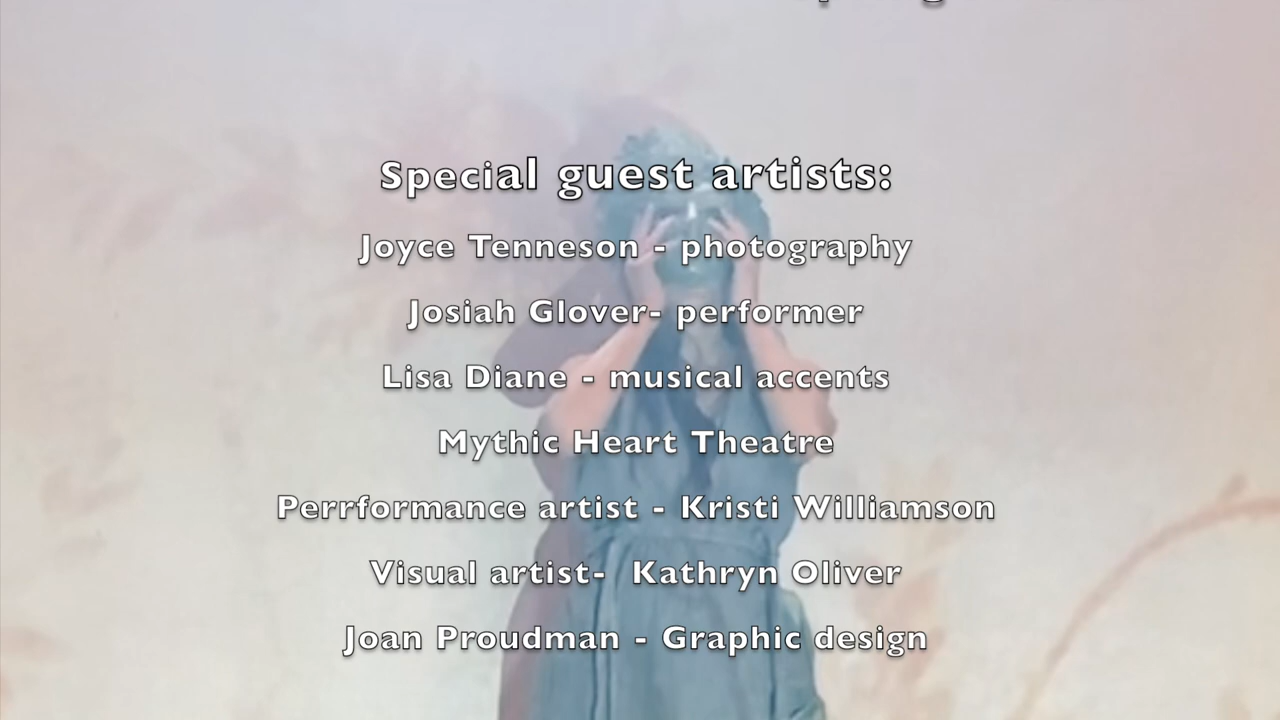 Special guest artists:
Joyce Tenneson - photography
Josiah Glover- performer
Lisa Diane - musical accents
Mythic Heart Theatre
Perrformance artist - Kristi Williamson
Visual artist-  Kathryn Oliver
Joan Proudman - Graphic design